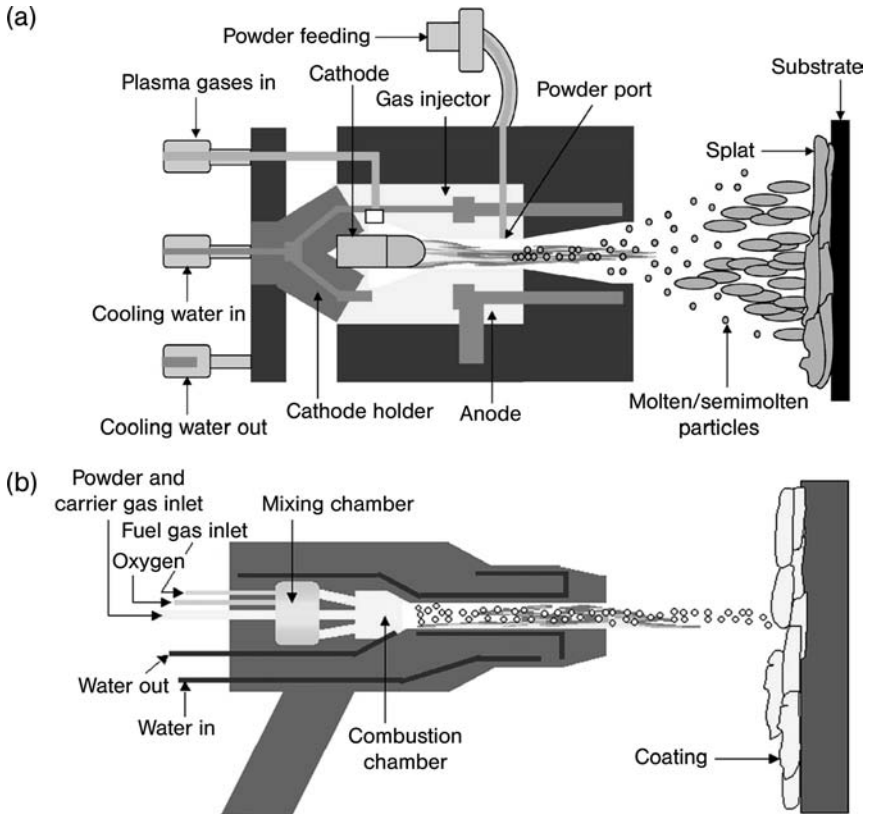 (a)
Powder feeding
Substrate
Cathode
Plasma gases in
Gas injector
Powder port
Splat
Cooling water in
Cathode holder
Anode
Molten/semimolten
particles
Cooling water out
(b)
Powder and
carrier gas inlet
Mixing chamber
Fuel gas inlet
Oxygen
Water out
Water in
Combustion
chamber
Coating